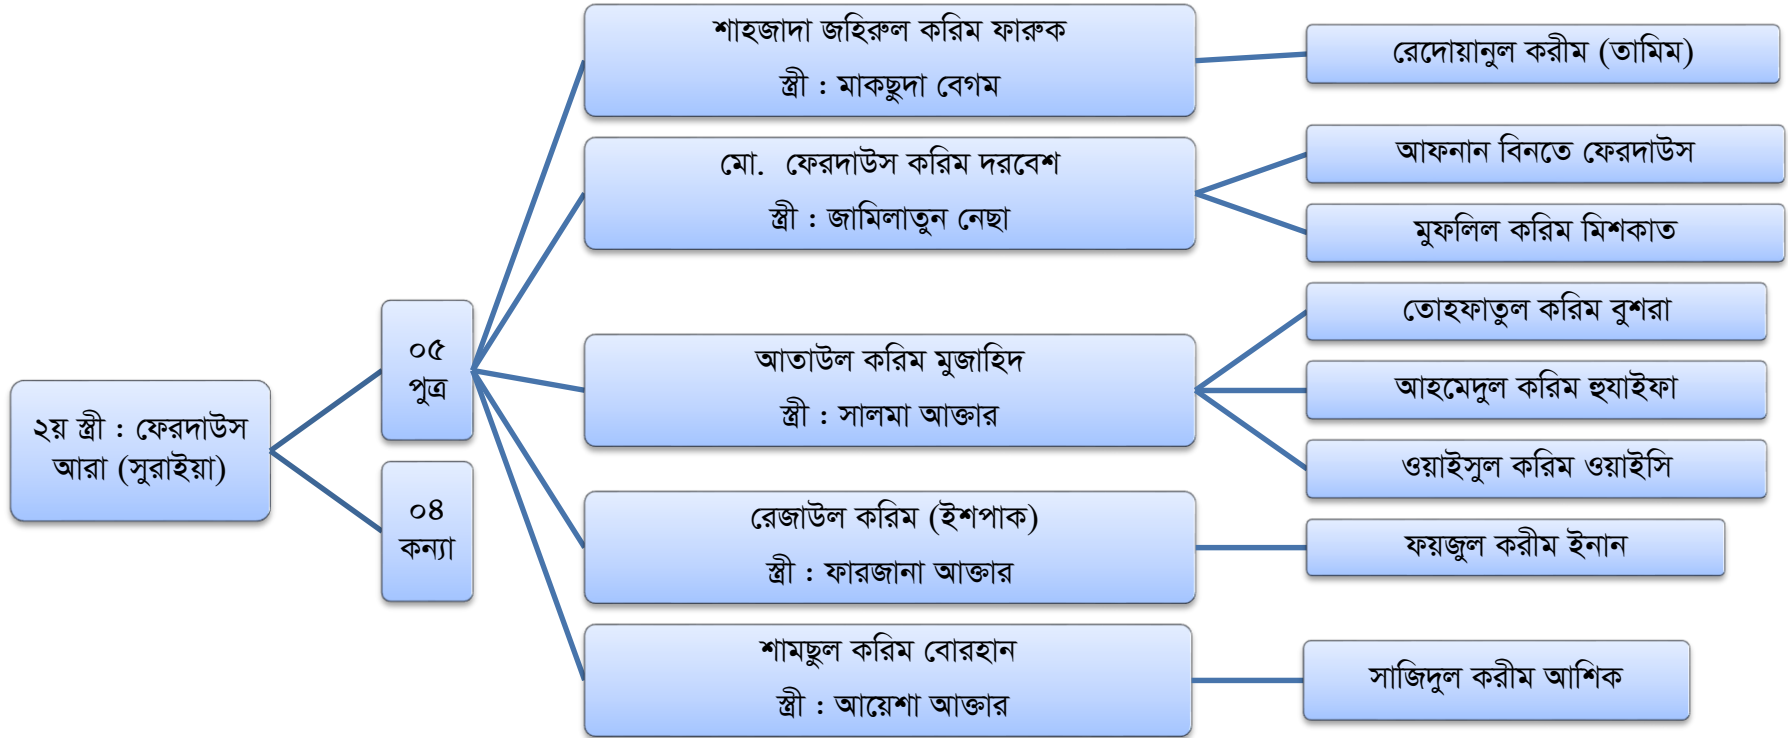 ২য় স্ত্রী : ফেরদাউস
আরা (সুরাইয়া)
০৫
পুত্র
০৪
কন্যা
শাহজাদা জহিরুল করিম ফারুক
স্ত্রী : মাকছুদা বেগম
রেদোয়ানুল করীম (তামিম)
মো. ফেরদাউস করিম দরবেশ
স্ত্রী : জামিলাতুন নেছা
আফনান বিনতে ফেরদাউস
মুফলিল করিম মিশকাত
আতাউল করিম মুজাহিদ
স্ত্রী : সালমা আক্তার
তোহফাতুল করিম বুশরা
আহমেদুল করিম হুযাইফা
ওয়াইসুল করিম ওয়াইসি
রেজাউল করিম (ইশপাক)
স্ত্রী : ফারজানা আক্তার
ফয়জুল করীম ইনান
শামছুল করিম বোরহান
স্ত্রী : আয়েশা আক্তার
সাজিদুল করীম আশিক